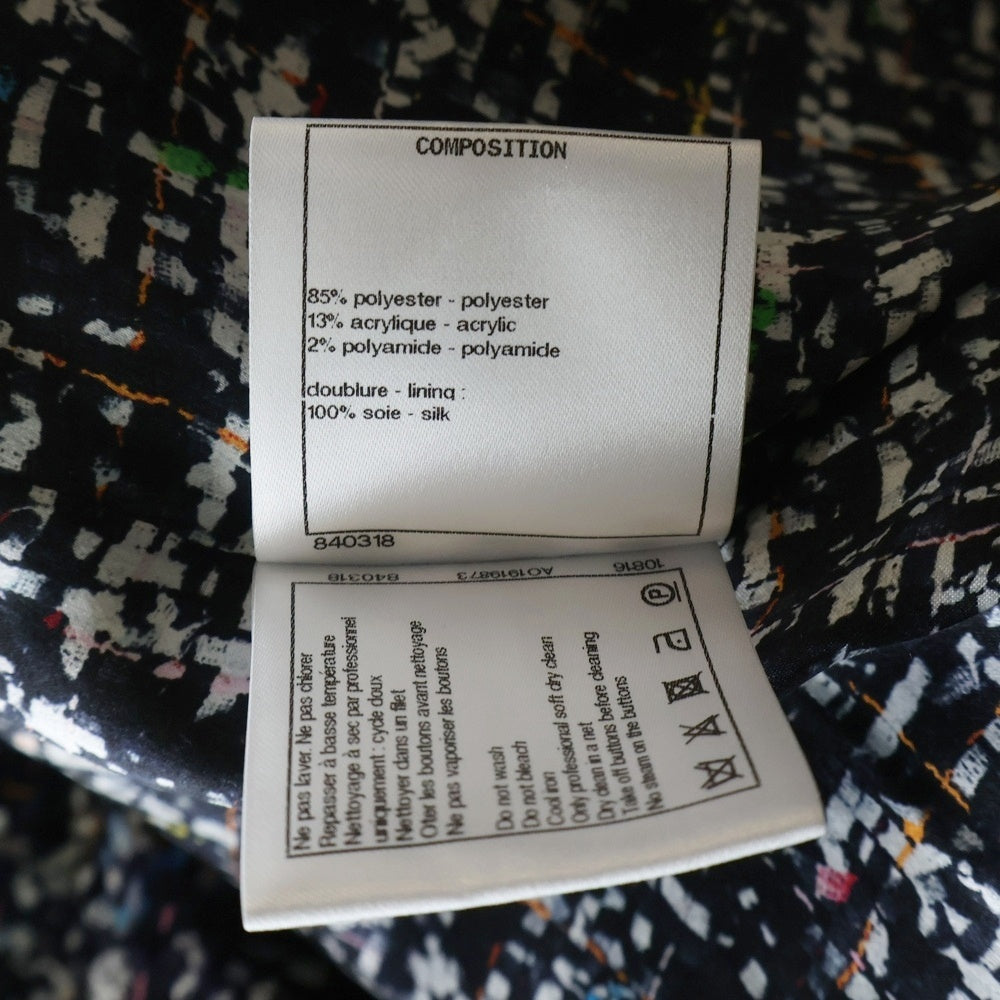 COMPOSITION
85% polyester - polyester
13% acrylique - acrylic
2% polyamide - polyamide
doublure - lining :
100% soie - silk
840318
10816 A01919873 840318
Ne pas laver. Ne pas chlorer
Repasser à basse température
Nettoyage à sec par professionnel
uniquement : cycle doux
Nettoyer dans un filet
Oter les boutons avant nettoyage
Ne pas vaporiser les boutons
Do not wash
Do not bleach
Cool iron
Only professional soft dry clean
Dry clean in a net
Take off buttons before cleaning
No steam on the buttons
P